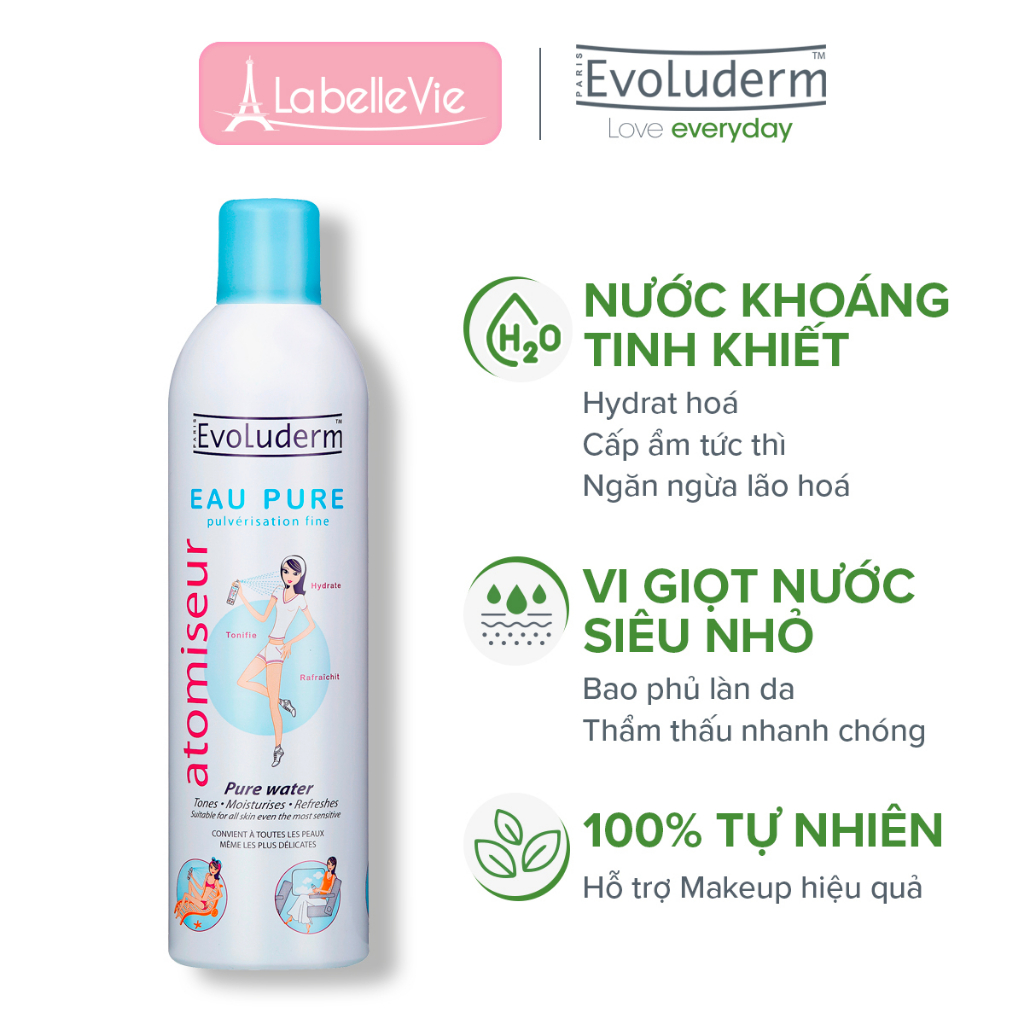 LabelleVie
PARIS
Evoluderm™
Love everyday
NƯỚC KHOÁNG
TINH KHIẾT
Hydrat hoá
Cấp ẩm tức thì
Ngăn ngừa lão hoá
VI GIỌT NƯỚC
SIÊU NHỎ
Bao phủ làn da
Thẩm thấu nhanh chóng
100% TỰ NHIÊN
Hỗ trợ Makeup hiệu quả
H2O
PARIS
Evoluderm™
EAU PURE
pulvérisation fine
atomiseur
Hydrate
Tonifie
Rafraîchit
Pure water
Tones • Moisturises • Refreshes
Suitable for all skin even the most sensitive
CONVIENT À TOUTES LES PEAUX
MÊME LES PLUS DÉLICATES